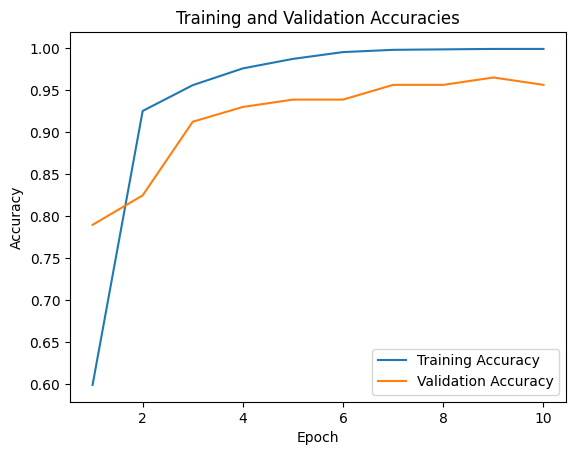 Training and Validation Accuracies
1.00
0.95
0.90
0.85
0.80
0.75
0.70
0.65
0.60
Accuracy
Training Accuracy
Validation Accuracy
2 4 6 8 10
Epoch